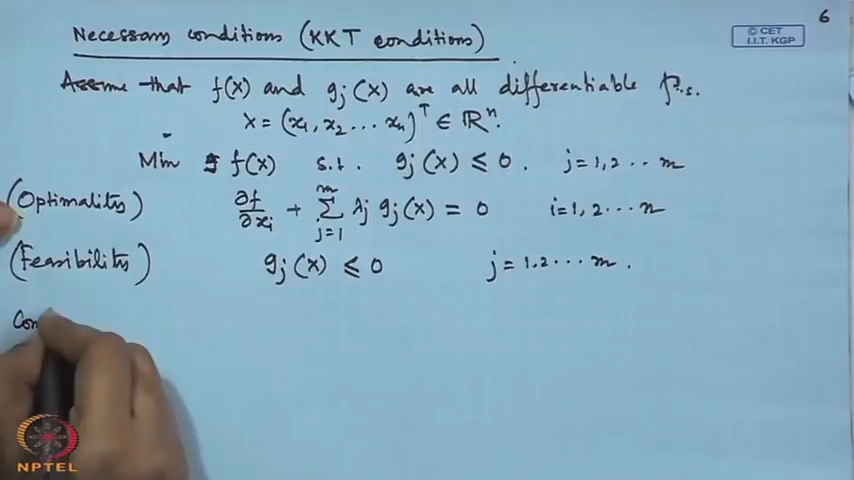 6
© CET
I.I.T. KGP
Necessary conditions (KKT conditions)
Assume that f(x) and gj(x) are all differentiable
X = (x1, x2 ... xn)^T ∈ ℝ^n.
Min f(x) s.t. gj(x) ≤ 0. j = 1, 2 ... m
(Optimality) ∂f/∂xi + Σ_{j=1}^{m} λj gj(x) = 0 i = 1, 2 ... n
(Feasibility) gj(x) ≤ 0 j = 1, 2 ... m.
Com
NPTEL